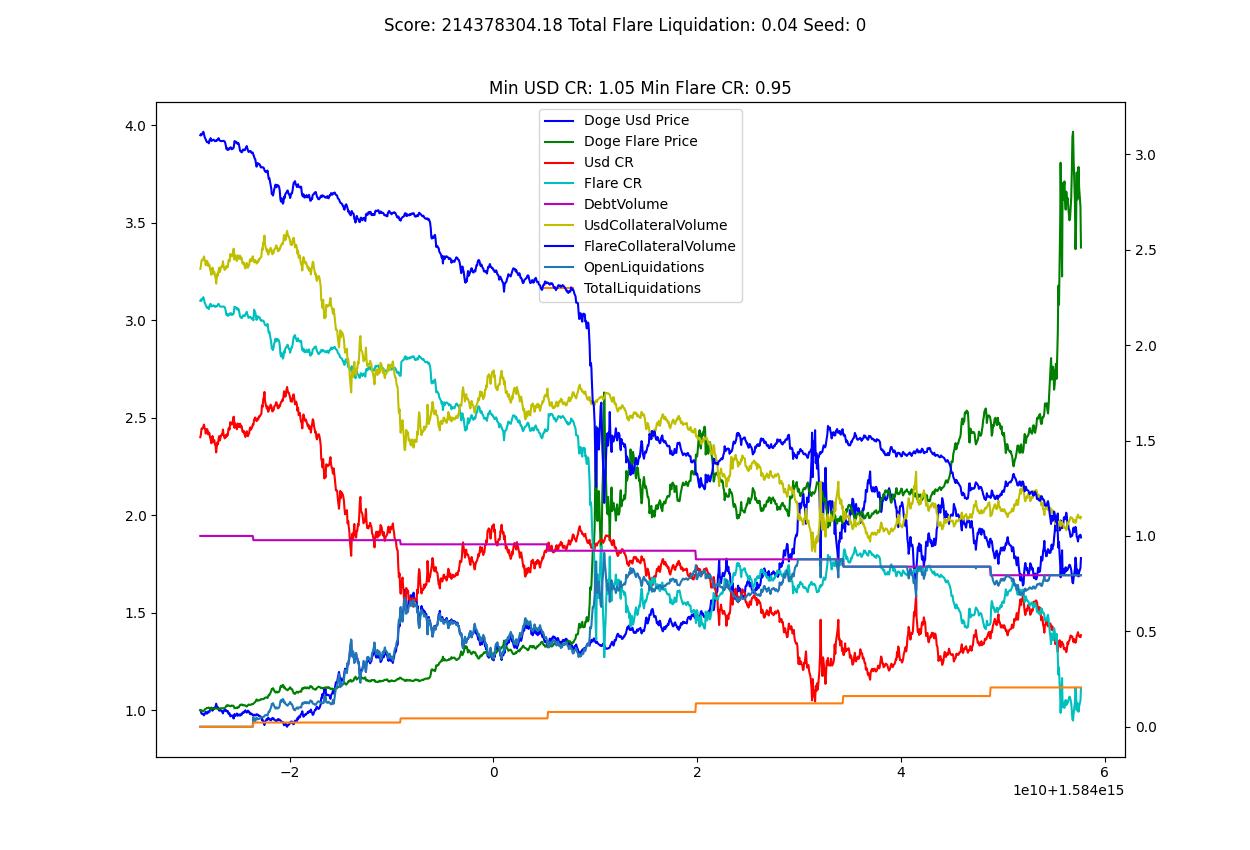 Score: 214378304.18 Total Flare Liquidation: 0.04 Seed: 0
Min USD CR: 1.05 Min Flare CR: 0.95
Doge Usd Price
Doge Flare Price
Usd CR
Flare CR
DebtVolume
UsdCollateralVolume
FlareCollateralVolume
OpenLiquidations
TotalLiquidations
4.0
3.5
3.0
2.5
2.0
1.5
1.0
3.0
2.5
2.0
1.5
1.0
0.5
0.0
−2
0
2
4
6
1e10+1.584e15